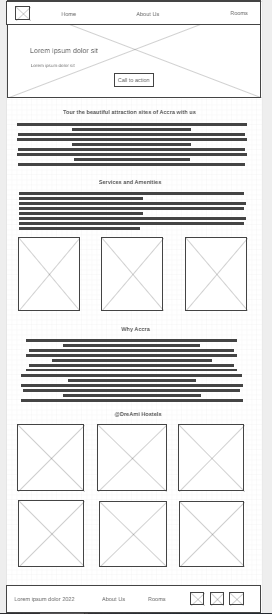 Home About Us Rooms
Lorem ipsum dolor sit
Lorem ipsum dolor sit
Call to action
Tour the beautiful attraction sites of Accra with us
Services and Amenities
Why Accra
@DreAmi Hostels
Lorem ipsum dolor 2022 About Us Rooms